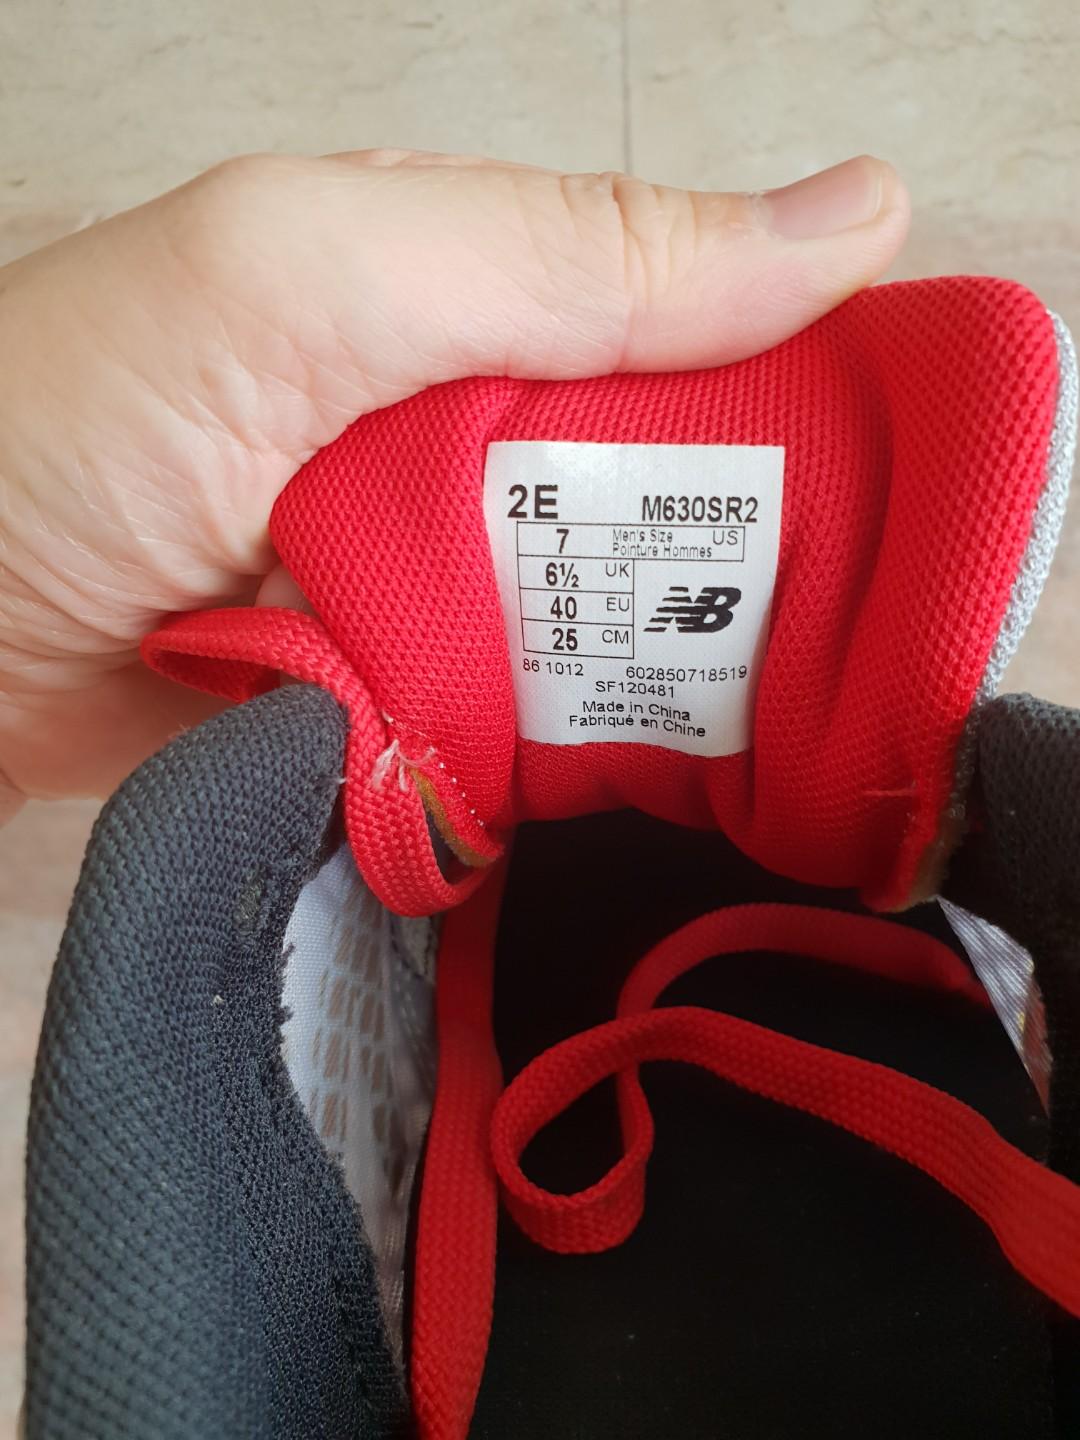 2E M630SR2
7 Men's Size US
Pointure Hommes
6½ UK
40 EU
25 CM
NB
86 1012 602850718519
SF120481
Made in China
Fabriqué en Chine